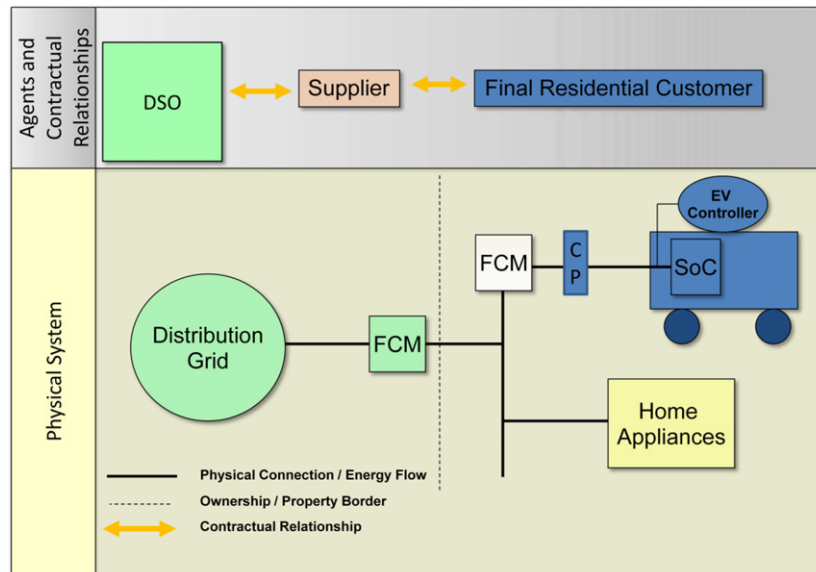 Agents and
Contractual
Relationships
DSO
Supplier
Final Residential Customer
Physical System
EV
Controller
FCM
C
P
SoC
Distribution
Grid
FCM
Home
Appliances
Physical Connection / Energy Flow
Ownership / Property Border
Contractual Relationship